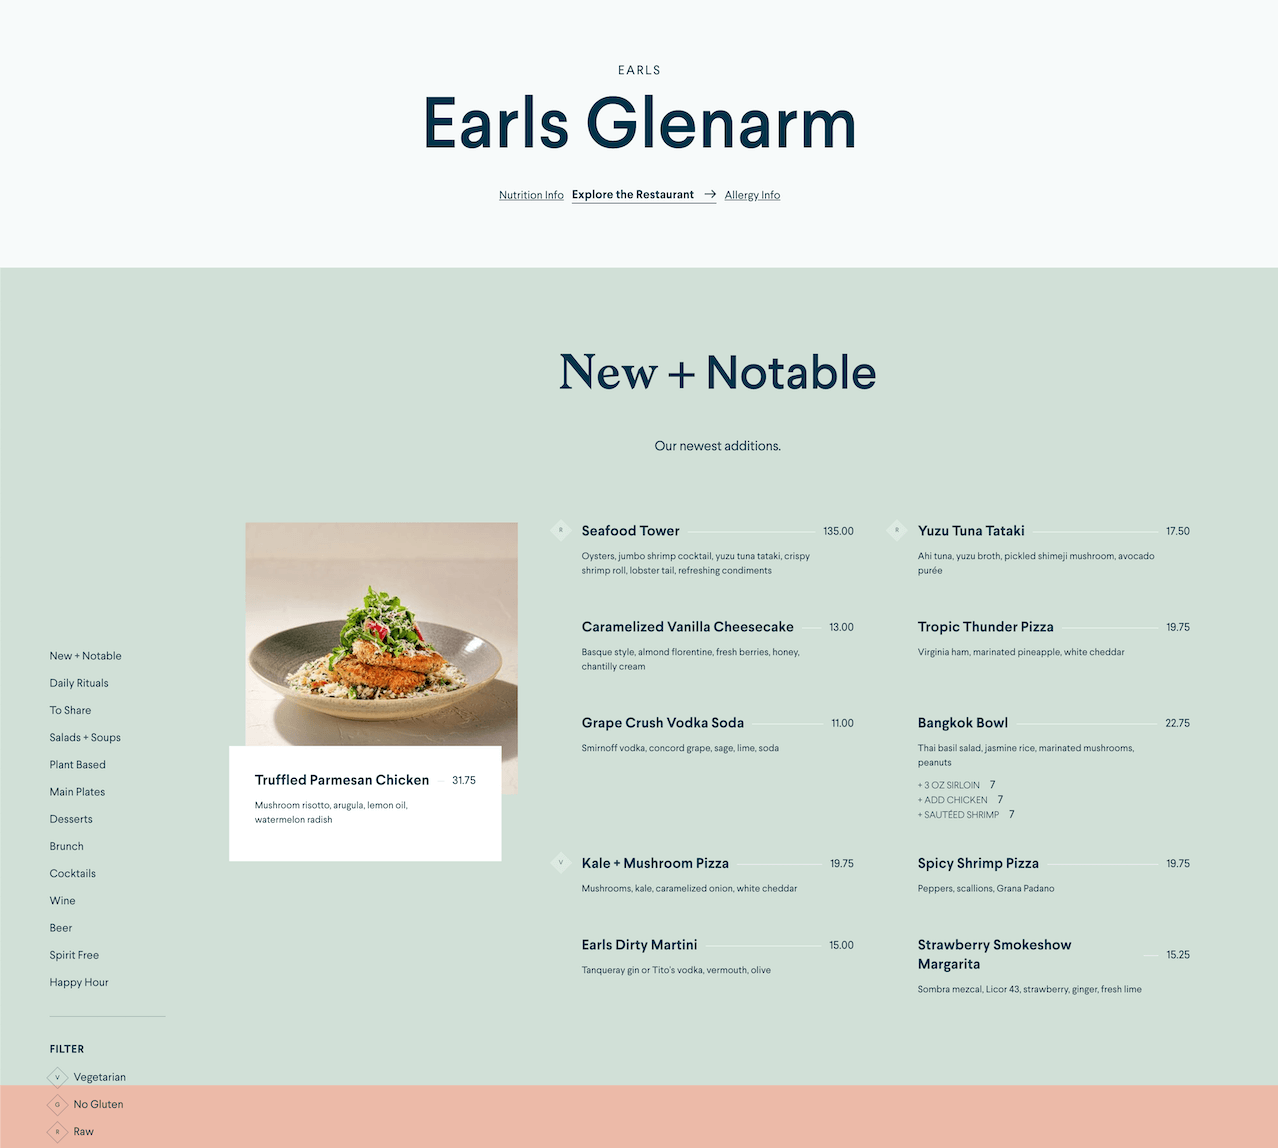 EARLS
Earls Glenarm
Nutrition Info Explore the Restaurant → Allergy Info
New + Notable
Our newest additions.
New + Notable
Daily Rituals
To Share
Salads + Soups
Plant Based
Main Plates
Desserts
Brunch
Cocktails
Wine
Beer
Spirit Free
Happy Hour
FILTER
V Vegetarian
G No Gluten
R Raw
Truffled Parmesan Chicken 31.75
Mushroom risotto, arugula, lemon oil,
watermelon radish
R Seafood Tower 135.00
Oysters, jumbo shrimp cocktail, yuzu tuna tataki, crispy
shrimp roll, lobster tail, refreshing condiments
R Yuzu Tuna Tataki 17.50
Ahi tuna, yuzu broth, pickled shimeji mushroom, avocado
purée
Caramelized Vanilla Cheesecake 13.00
Basque style, almond florentine, fresh berries, honey,
chantilly cream
Tropic Thunder Pizza 19.75
Virginia ham, marinated pineapple, white cheddar
Grape Crush Vodka Soda 11.00
Smirnoff vodka, concord grape, sage, lime, soda
Bangkok Bowl 22.75
Thai basil salad, jasmine rice, marinated mushrooms,
peanuts
+ 3 OZ SIRLOIN 7
+ ADD CHICKEN 7
+ SAUTÉED SHRIMP 7
V Kale + Mushroom Pizza 19.75
Mushrooms, kale, caramelized onion, white cheddar
Spicy Shrimp Pizza 19.75
Peppers, scallions, Grana Padano
Earls Dirty Martini 15.00
Tanqueray gin or Tito's vodka, vermouth, olive
Strawberry Smokeshow
Margarita 15.25
Sombra mezcal, Licor 43, strawberry, ginger, fresh lime